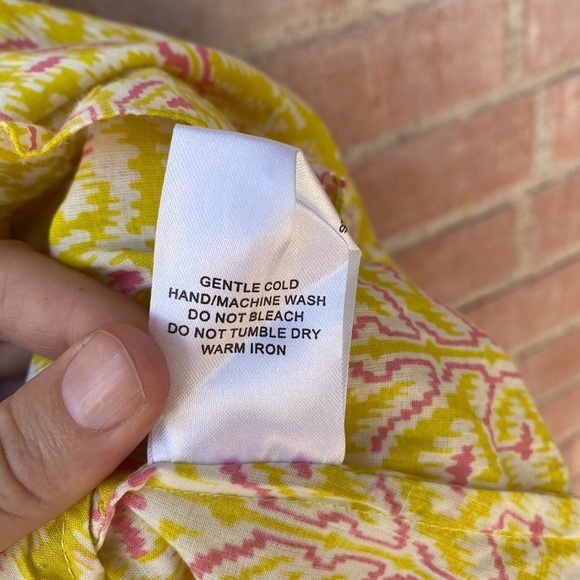 GENTLE COLD
HAND/MACHINE WASH
DO NOT BLEACH
DO NOT TUMBLE DRY
WARM IRON